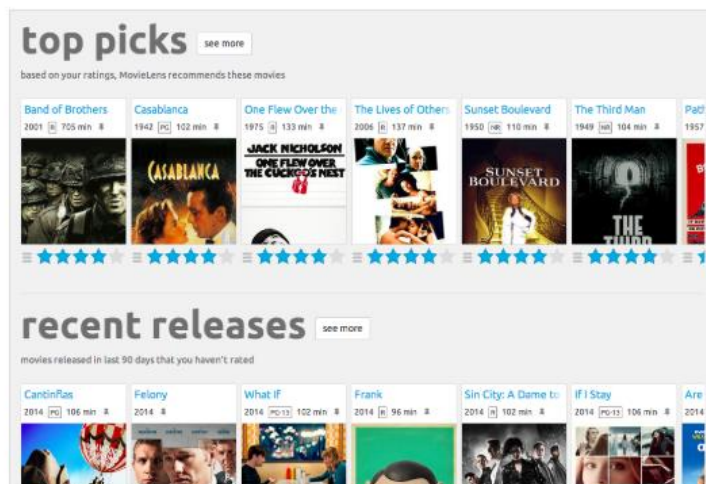 top picks see more
based on your ratings, MovieLens recommends these movies
Band of Brothers
2001 R 705 min
Casablanca
1942 PG 102 min
One Flew Over the
1975 R 133 min
The Lives of Others
2006 R 137 min
Sunset Boulevard
1950 NR 110 min
The Third Man
1949 NR 104 min
Path
1957
CASABLANCA
JACK NICHOLSON
ONE FLEW OVER
THE CUCKOO'S NEST
SUNSET
BOULEVARD
THE
THIRD
recent releases see more
movies released in last 90 days that you haven't rated
Cantinflas
2014 PG 106 min
Felony
2014
What If
2014 PG-13 102 min
Frank
2014 R 96 min
Sin City: A Dame to
2014 R 102 min
If I Stay
2014 PG-13 106 min
Are
2014